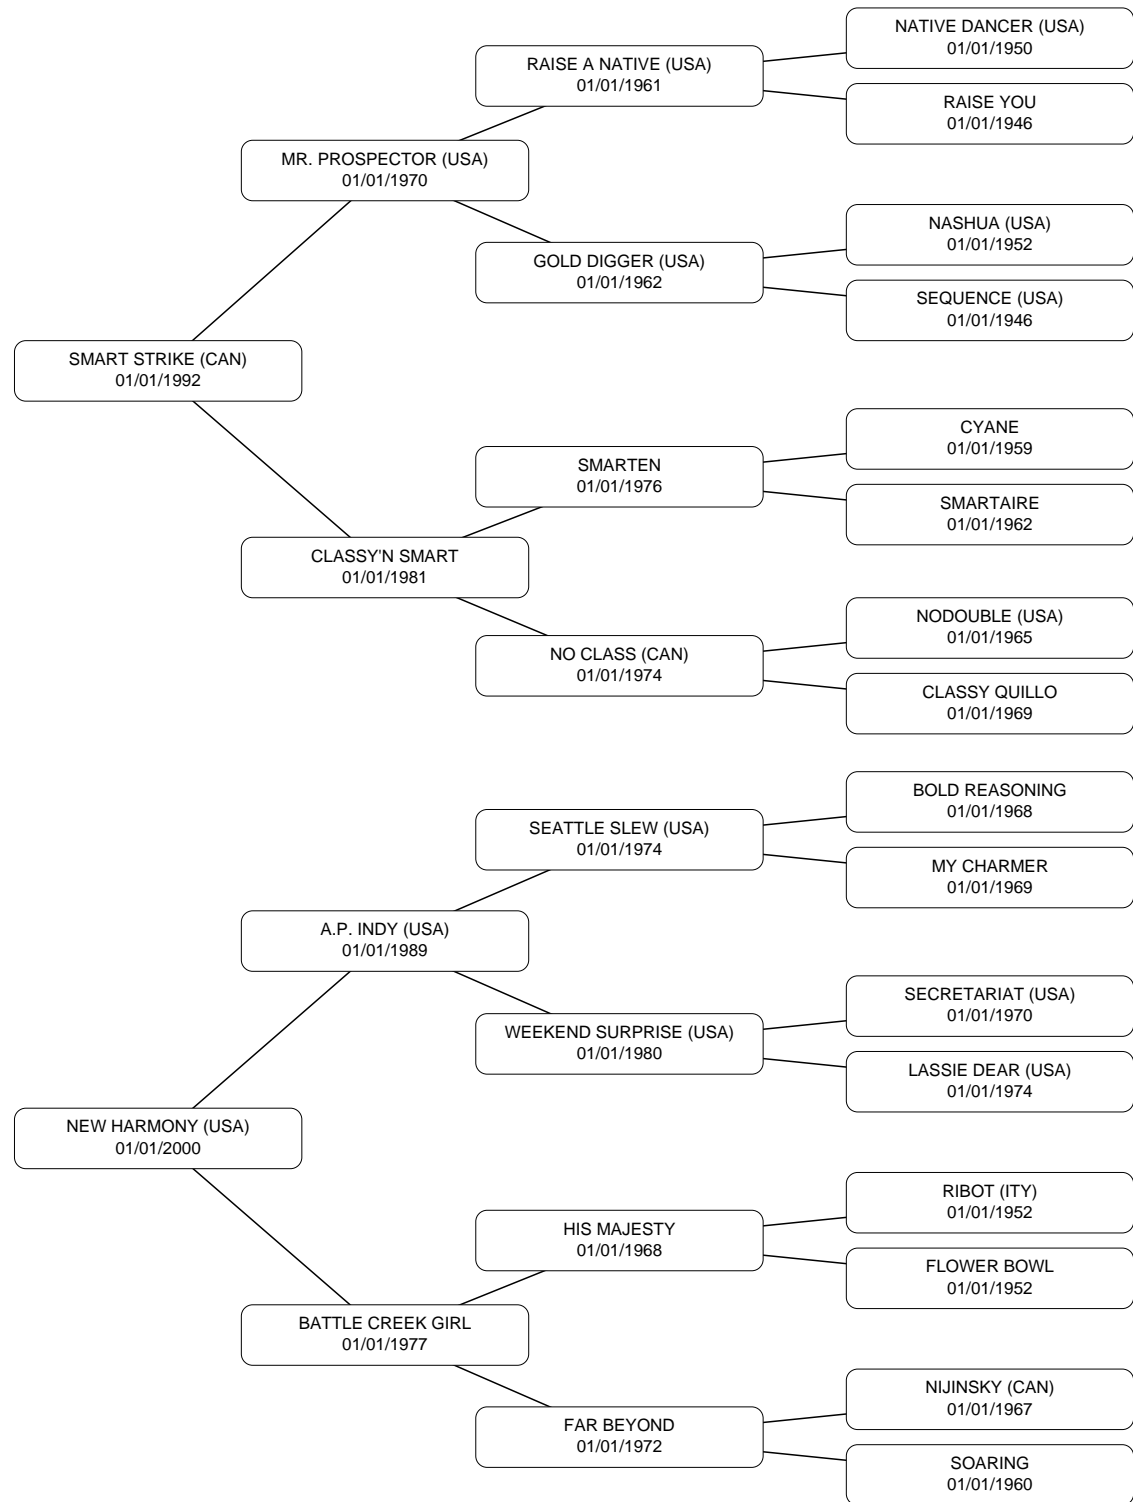 NATIVE DANCER (USA)
01/01/1950
RAISE A NATIVE (USA)
01/01/1961
RAISE YOU
01/01/1946
MR. PROSPECTOR (USA)
01/01/1970
NASHUA (USA)
01/01/1952
GOLD DIGGER (USA)
01/01/1962
SEQUENCE (USA)
01/01/1946
SMART STRIKE (CAN)
01/01/1992
CYANE
01/01/1959
SMARTEN
01/01/1976
SMARTAIRE
01/01/1962
CLASSY'N SMART
01/01/1981
NODOUBLE (USA)
01/01/1965
NO CLASS (CAN)
01/01/1974
CLASSY QUILLO
01/01/1969
BOLD REASONING
01/01/1968
SEATTLE SLEW (USA)
01/01/1974
MY CHARMER
01/01/1969
A.P. INDY (USA)
01/01/1989
SECRETARIAT (USA)
01/01/1970
WEEKEND SURPRISE (USA)
01/01/1980
LASSIE DEAR (USA)
01/01/1974
NEW HARMONY (USA)
01/01/2000
RIBOT (ITY)
01/01/1952
HIS MAJESTY
01/01/1968
FLOWER BOWL
01/01/1952
BATTLE CREEK GIRL
01/01/1977
NIJINSKY (CAN)
01/01/1967
FAR BEYOND
01/01/1972
SOARING
01/01/1960